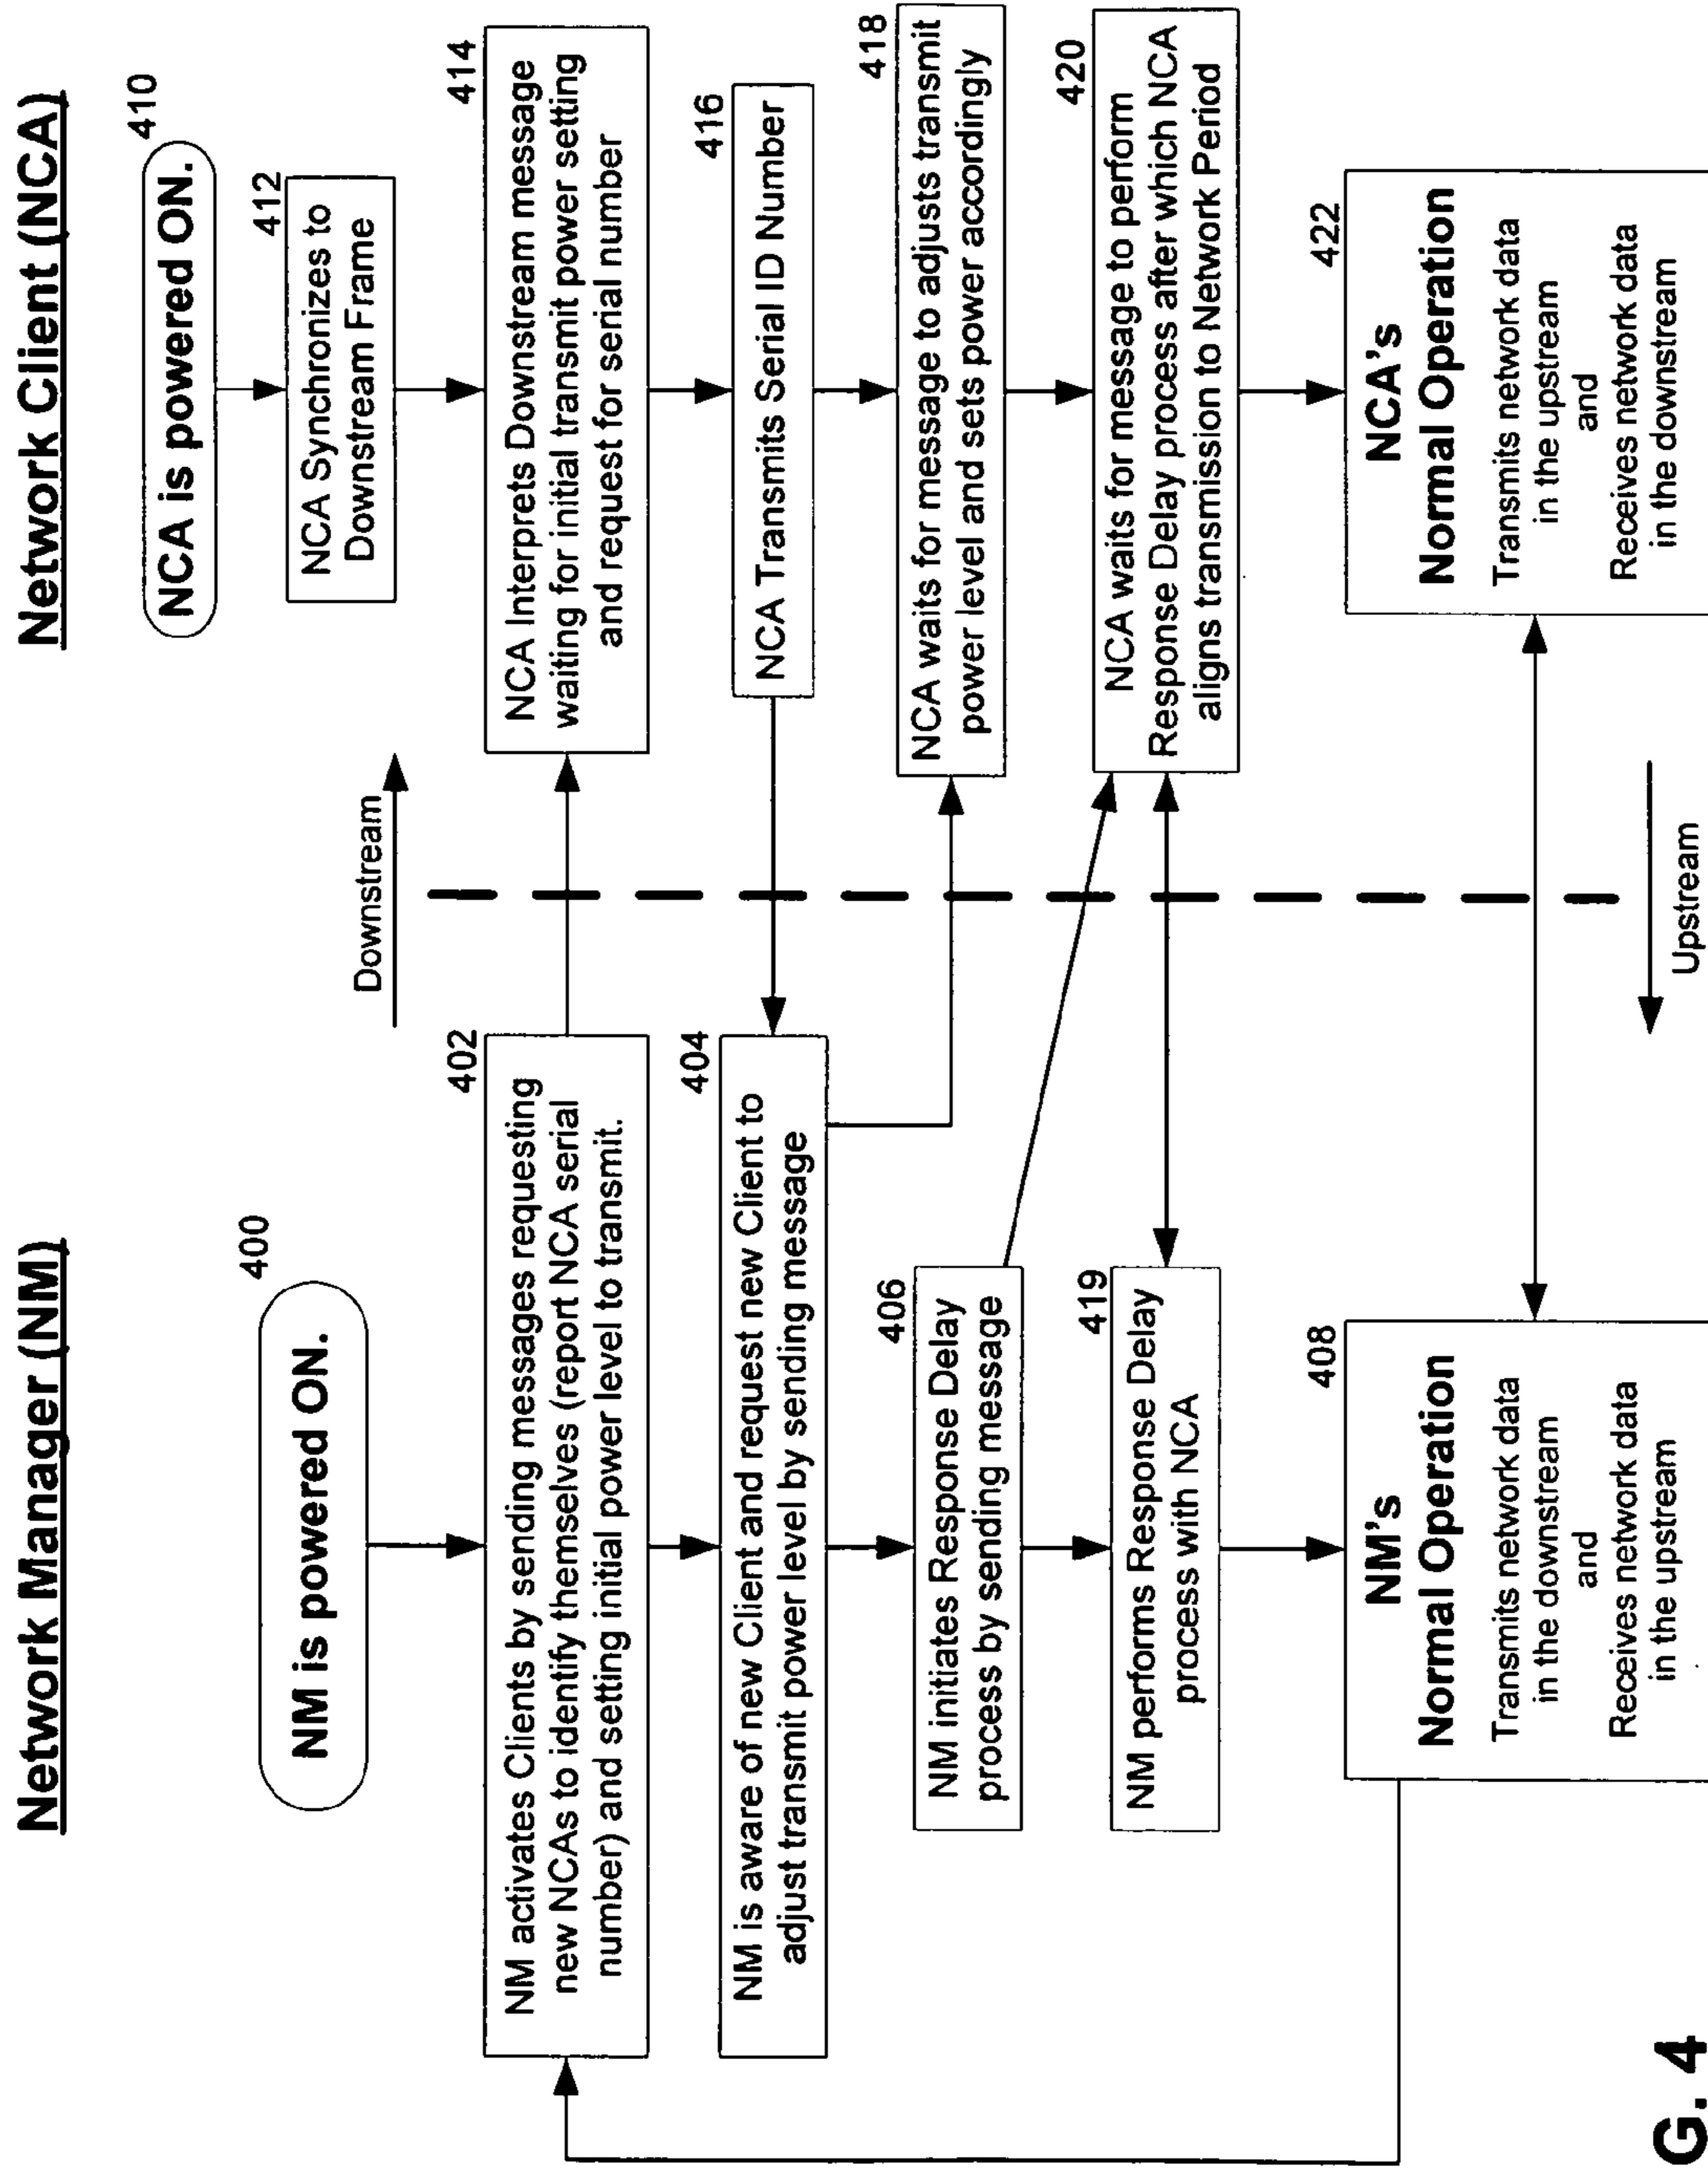 Network Manager (NM)
400
NM is powered ON.
402
NM activates Clients by sending messages requesting
new NCAs to identify themselves (report NCA serial
number) and setting initial power level to transmit.
404
NM is aware of new Client and request new Client to
adjust transmit power level by sending message
406
NM initiates Response Delay
process by sending message
419
NM performs Response Delay
process with NCA
408
NM's
Normal Operation
Transmits network data
in the downstream
and
Receives network data
in the upstream
Downstream
Upstream
Network Client (NCA)
410
NCA is powered ON.
412
NCA Synchronizes to
Downstream Frame
414
NCA Interprets Downstream message
waiting for initial transmit power setting
and request for serial number
416
NCA Transmits Serial ID Number
418
NCA waits for message to adjusts transmit
power level and sets power accordingly
420
NCA waits for message to perform
Response Delay process after which NCA
aligns transmission to Network Period
422
NCA's
Normal Operation
Transmits network data
in the upstream
and
Receives network data
in the downstream
G. 4